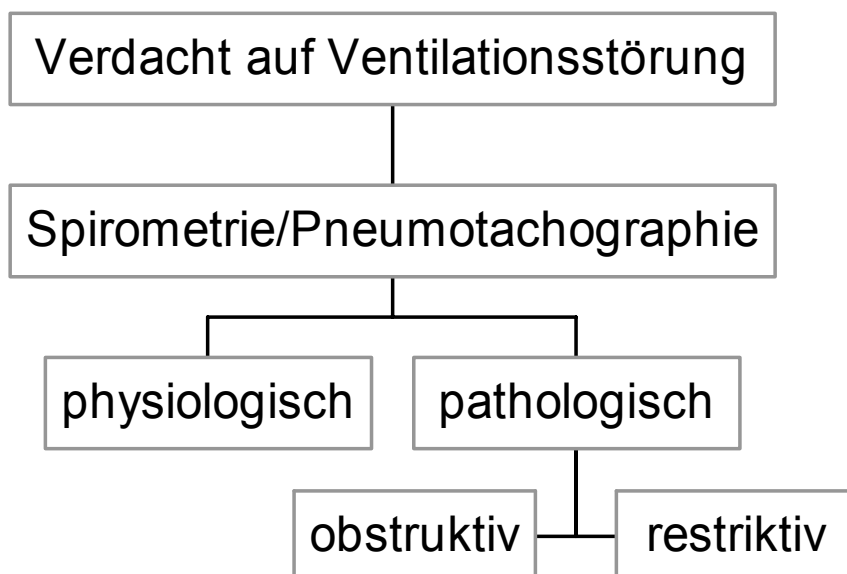 Verdacht auf Ventilationsstörung
Spirometrie/Pneumotachographie
physiologisch
pathologisch
obstruktiv
restriktiv